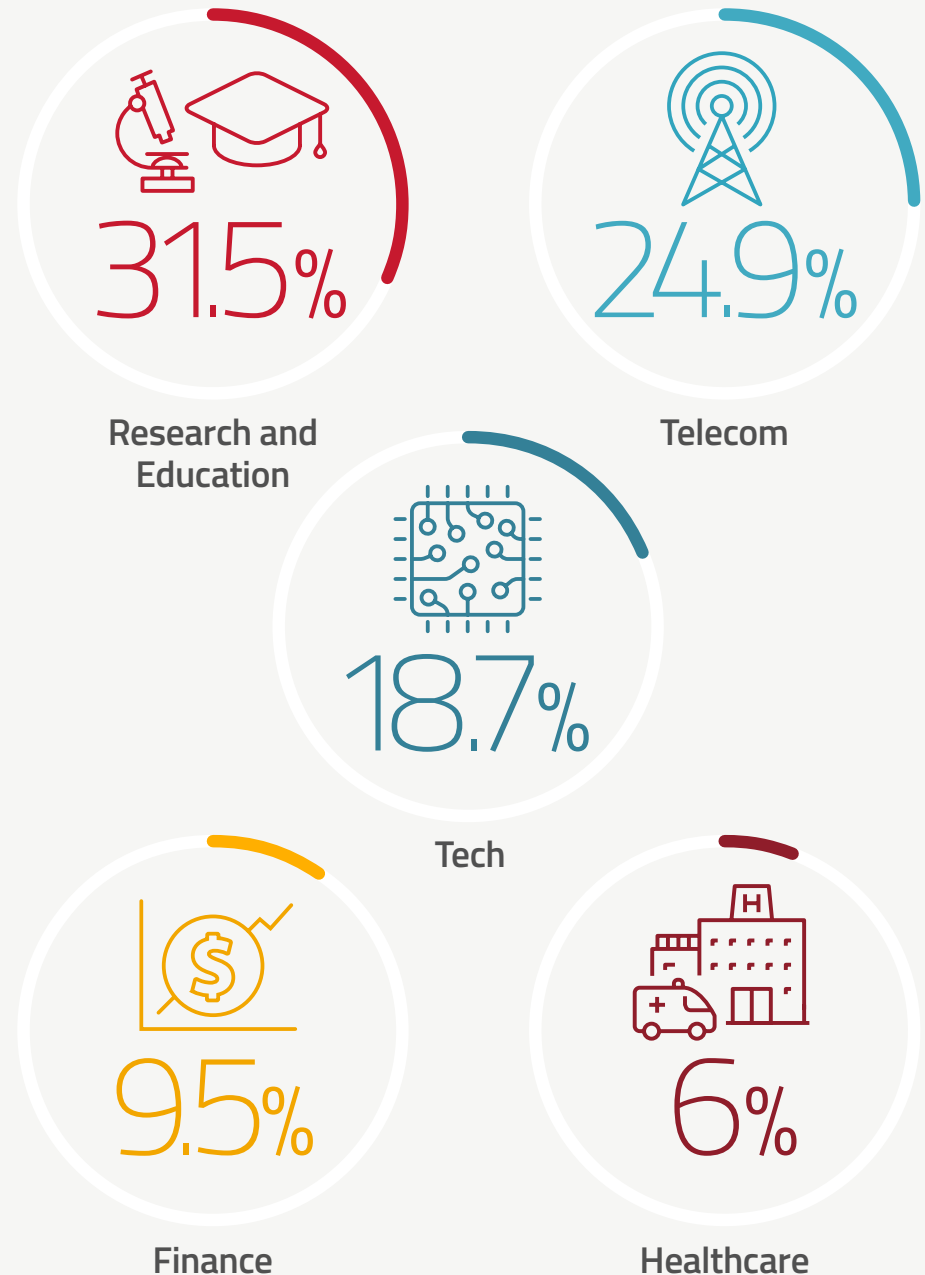 31.5%
Research and
Education
24.9%
Telecom
18.7%
Tech
$
9.5%
Finance
H
6%
Healthcare